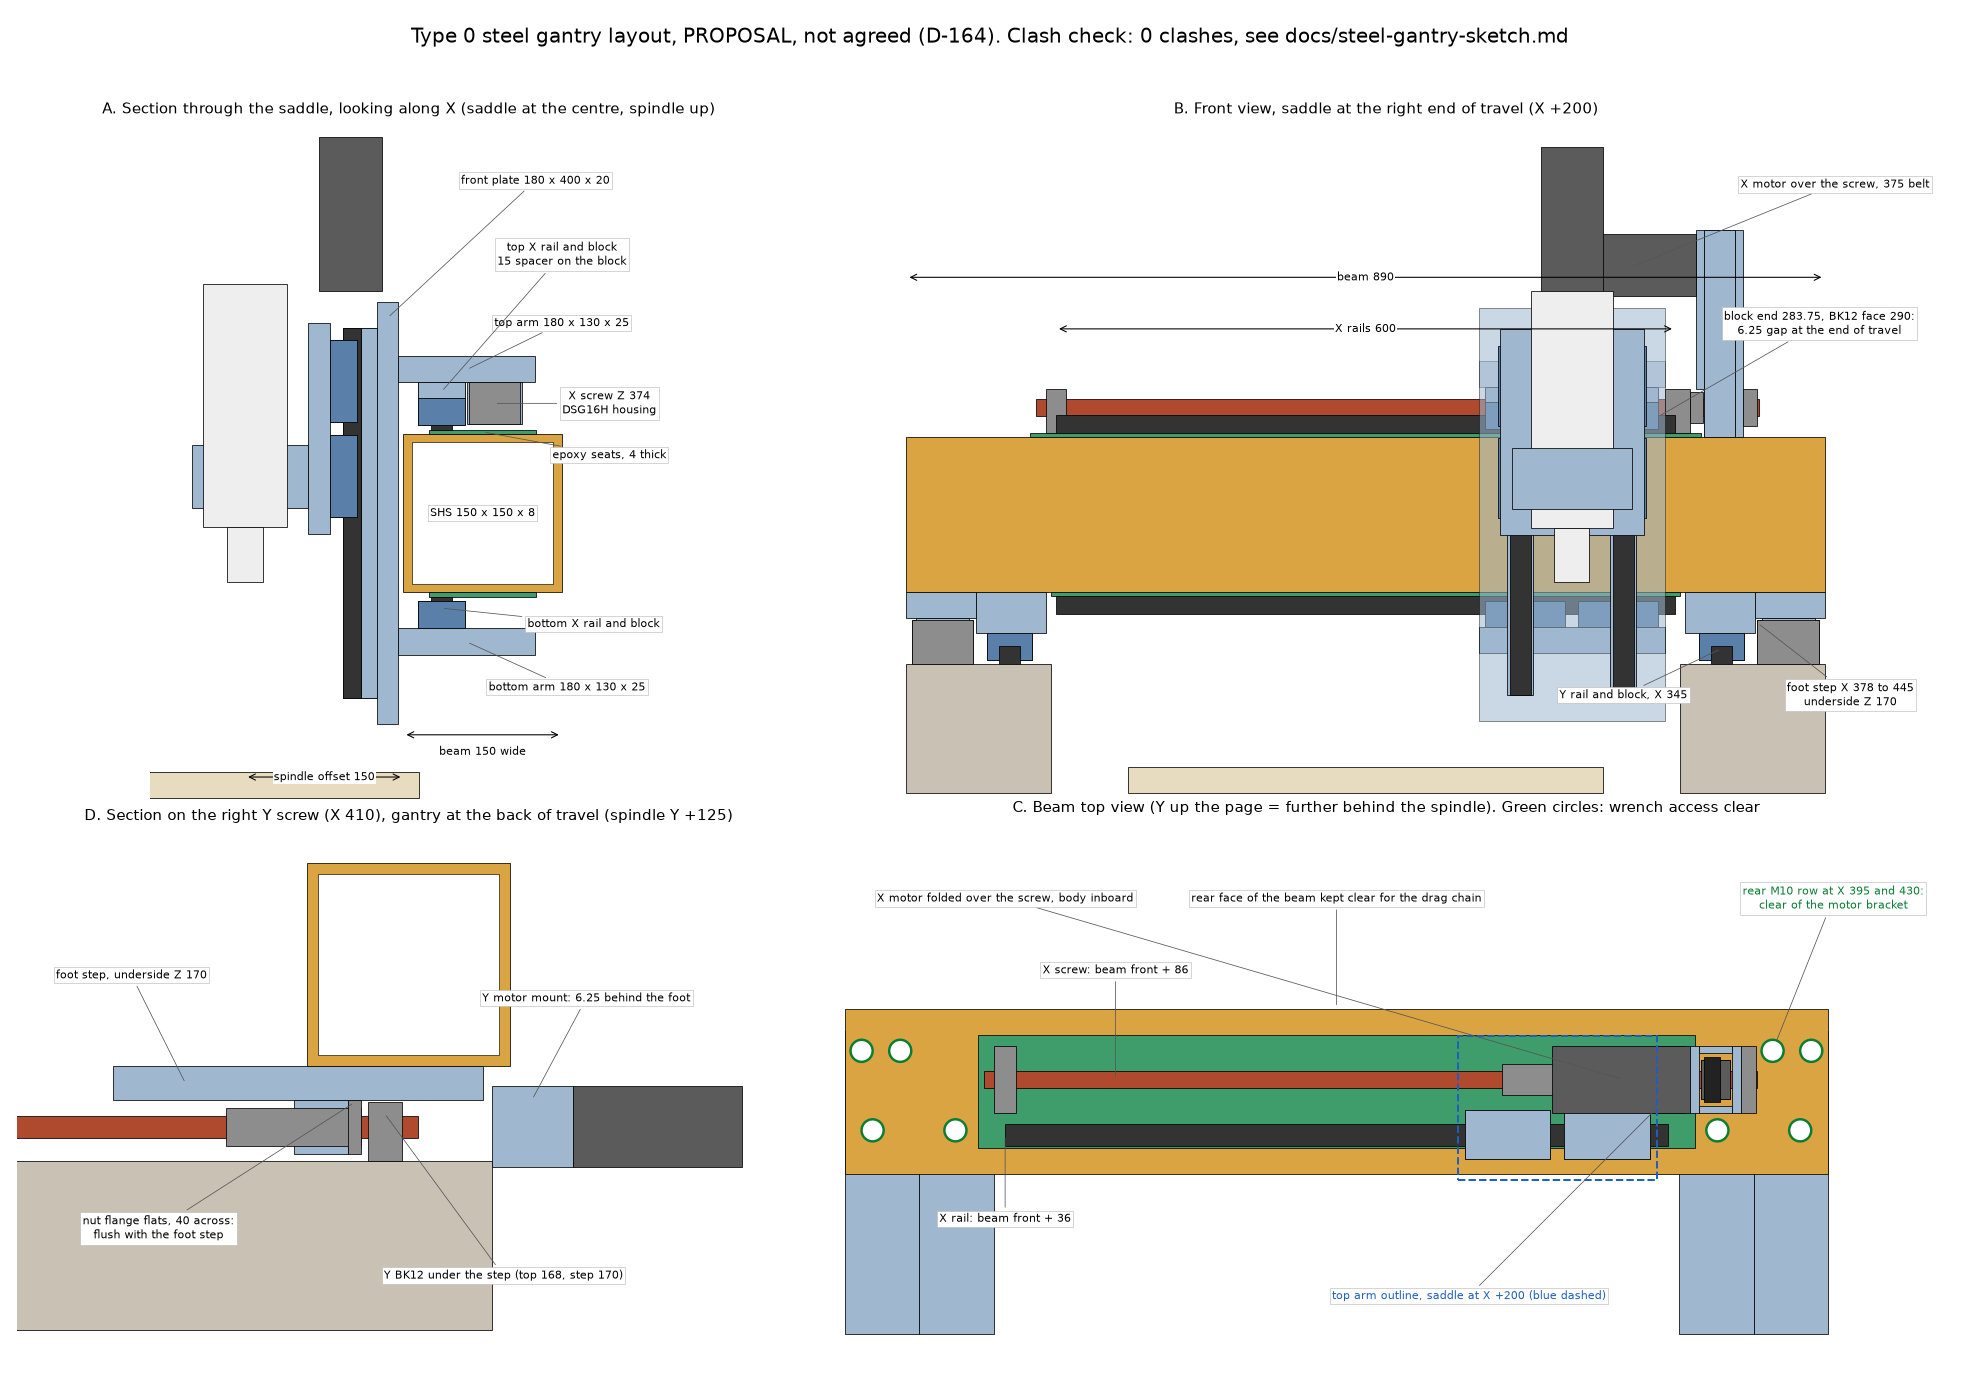 Type 0 steel gantry layout, PROPOSAL, not agreed (D-164). Clash check: 0 clashes, see docs/steel-gantry-sketch.md
A. Section through the saddle, looking along X (saddle at the centre, spindle up)
front plate 180 x 400 x 20
top X rail and block
15 spacer on the block
top arm 180 x 130 x 25
X screw Z 374
DSG16H housing
epoxy seats, 4 thick
SHS 150 x 150 x 8
bottom X rail and block
bottom arm 180 x 130 x 25
beam 150 wide
spindle offset 150
B. Front view, saddle at the right end of travel (X +200)
X motor over the screw, 375 belt
beam 890
block end 283.75, BK12 face 290:
6.25 gap at the end of travel
X rails 600
Y rail and block, X 345
foot step X 378 to 445
underside Z 170
D. Section on the right Y screw (X 410), gantry at the back of travel (spindle Y +125)
foot step, underside Z 170
Y motor mount: 6.25 behind the foot
nut flange flats, 40 across:
flush with the foot step
Y BK12 under the step (top 168, step 170)
C. Beam top view (Y up the page = further behind the spindle). Green circles: wrench access clear
X motor folded over the screw, body inboard
rear face of the beam kept clear for the drag chain
rear M10 row at X 395 and 430:
clear of the motor bracket
X screw: beam front + 86
X rail: beam front + 36
top arm outline, saddle at X +200 (blue dashed)